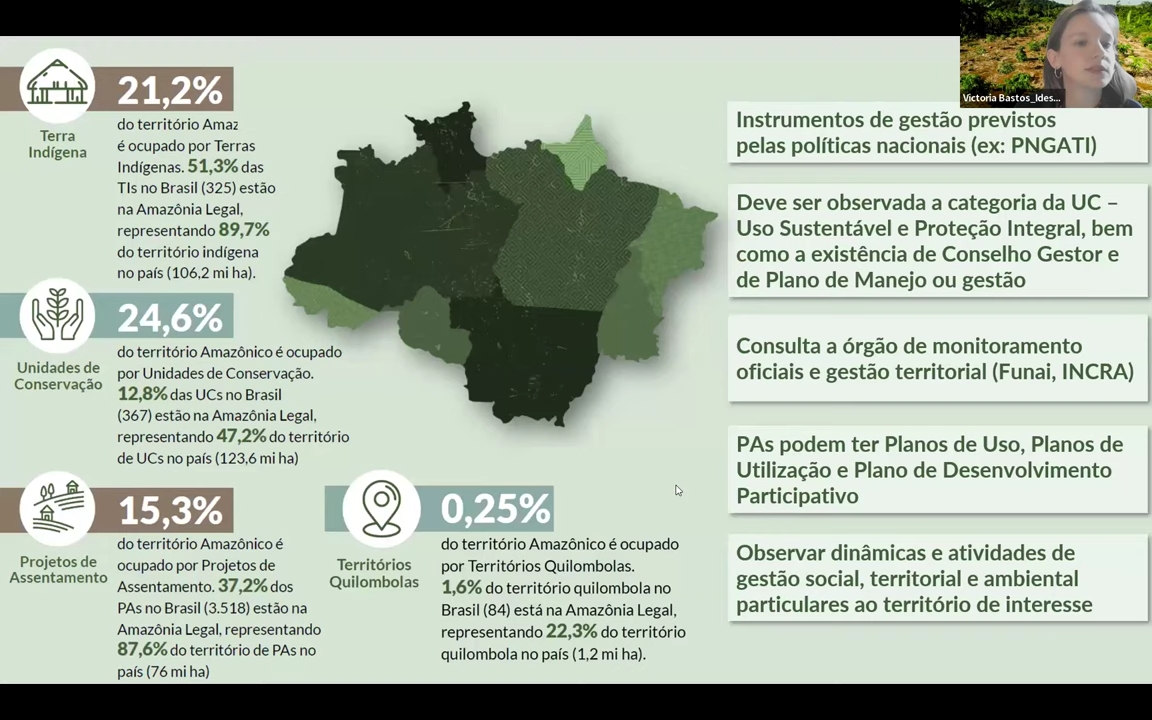 21,2%
Terra
Indígena
do território Amaz
é ocupado por Terras
Indígenas. 51,3% das
TIs no Brasil (325) estão
na Amazônia Legal,
representando 89,7%
do território indígena
no país (106,2 mi ha).
24,6%
Unidades de
Conservação
do território Amazônico é ocupado
por Unidades de Conservação.
12,8% das UCs no Brasil
(367) estão na Amazônia Legal,
representando 47,2% do território
de UCs no país (123,6 mi ha)
15,3%
Projetos de
Assentamento
do território Amazônico é
ocupado por Projetos de
Assentamento. 37,2% dos
PAs no Brasil (3.518) estão na
Amazônia Legal, representando
87,6% do território de PAs no
país (76 mi ha)
0,25%
Territórios
Quilombolas
do território Amazônico é ocupado
por Territórios Quilombolas.
1,6% do território quilombola no
Brasil (84) está na Amazônia Legal,
representando 22,3% do território
quilombola no país (1,2 mi ha).
Victoria Bastos_Ides...
Instrumentos de gestão previstos
pelas políticas nacionais (ex: PNGATI)
Deve ser observada a categoria da UC –
Uso Sustentável e Proteção Integral, bem
como a existência de Conselho Gestor e
de Plano de Manejo ou gestão
Consulta a órgão de monitoramento
oficiais e gestão territorial (Funai, INCRA)
PAs podem ter Planos de Uso, Planos de
Utilização e Plano de Desenvolvimento
Participativo
Observar dinâmicas e atividades de
gestão social, territorial e ambiental
particulares ao território de interesse